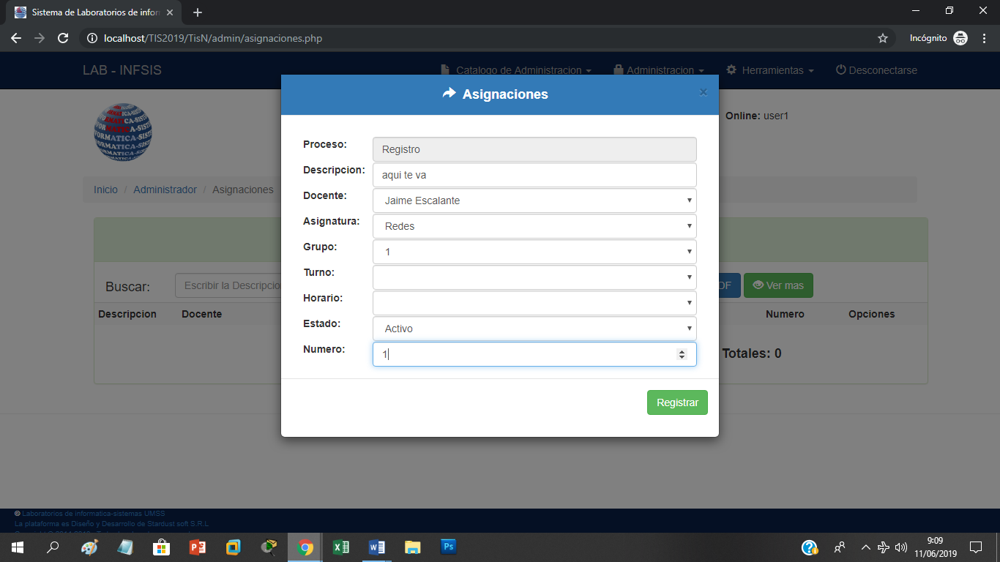 Sistema de Laboratorios de infor
localhost/TIS2019/TisN/admin/asignaciones.php
Incógnito
LAB - INFSIS
Catalogo de Administracion
Administracion
Herramientas
Desconectarse
Asignaciones
×
Online: user1
Inicio / Administrador / Asignaciones
Proceso: Registro
Descripcion: aqui te va
Docente: Jaime Escalante
Asignatura: Redes
Grupo: 1
Turno:
Horario:
Estado: Activo
Numero: 1
Registrar
Buscar: Escribir la Descripcio
DF
Ver mas
Descripcion Docente Numero Opciones
Totales: 0
© Laboratorios de informatica-sistemas UMSS
La plataforma es Diseño y Desarrollo de Stardust soft S.R.L
9:09
11/06/2019